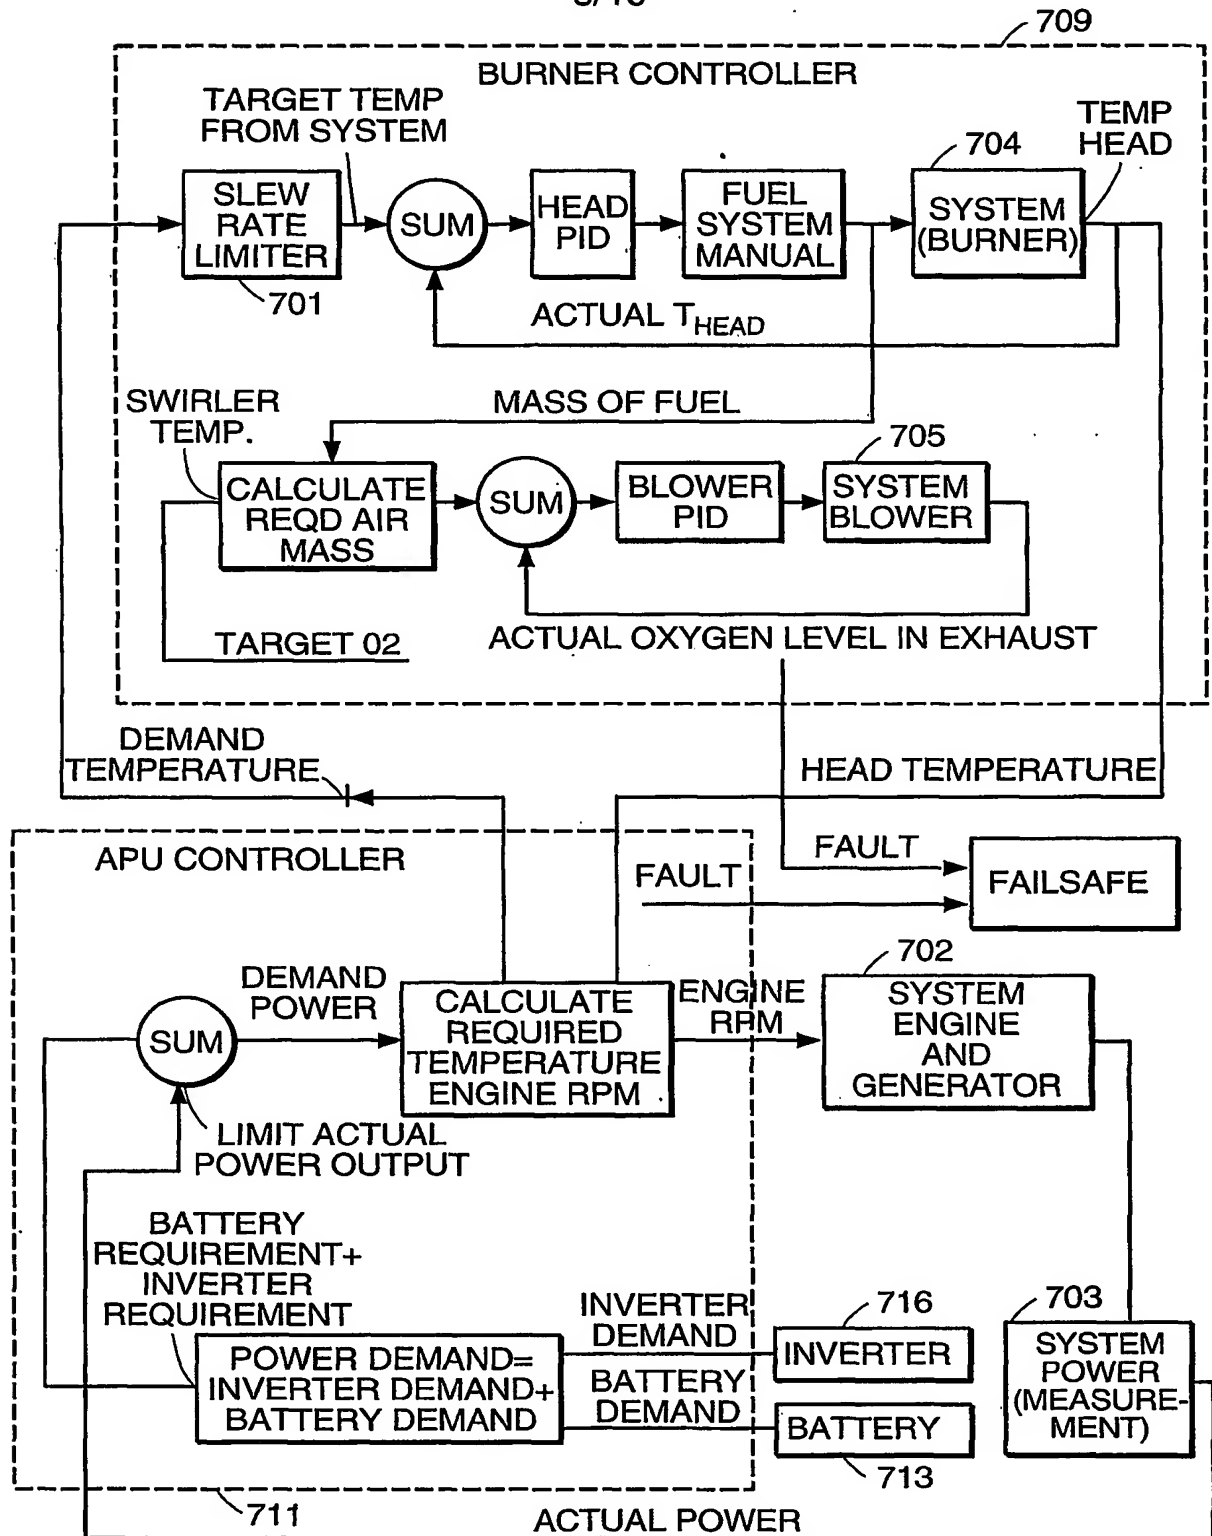 709
BURNER CONTROLLER
TARGET TEMP
FROM SYSTEM
TEMP
HEAD
704
SLEW
RATE
LIMITER
SUM
HEAD
PID
FUEL
SYSTEM
MANUAL
SYSTEM
(BURNER)
701
ACTUAL THEAD
SWIRLER
TEMP.
MASS OF FUEL
705
CALCULATE
REQD AIR
MASS
SUM
BLOWER
PID
SYSTEM
BLOWER
TARGET 02
ACTUAL OXYGEN LEVEL IN EXHAUST
DEMAND
TEMPERATURE
HEAD TEMPERATURE
APU CONTROLLER
FAULT
FAULT
FAILSAFE
702
DEMAND
POWER
SUM
CALCULATE
REQUIRED
TEMPERATURE
ENGINE RPM
ENGINE
RPM
SYSTEM
ENGINE
AND
GENERATOR
LIMIT ACTUAL
POWER OUTPUT
BATTERY
REQUIREMENT+
INVERTER
REQUIREMENT
INVERTER
DEMAND
716
703
POWER DEMAND=
INVERTER DEMAND+
BATTERY DEMAND
INVERTER
BATTERY
DEMAND
BATTERY
SYSTEM
POWER
(MEASURE-
MENT)
713
711
ACTUAL POWER